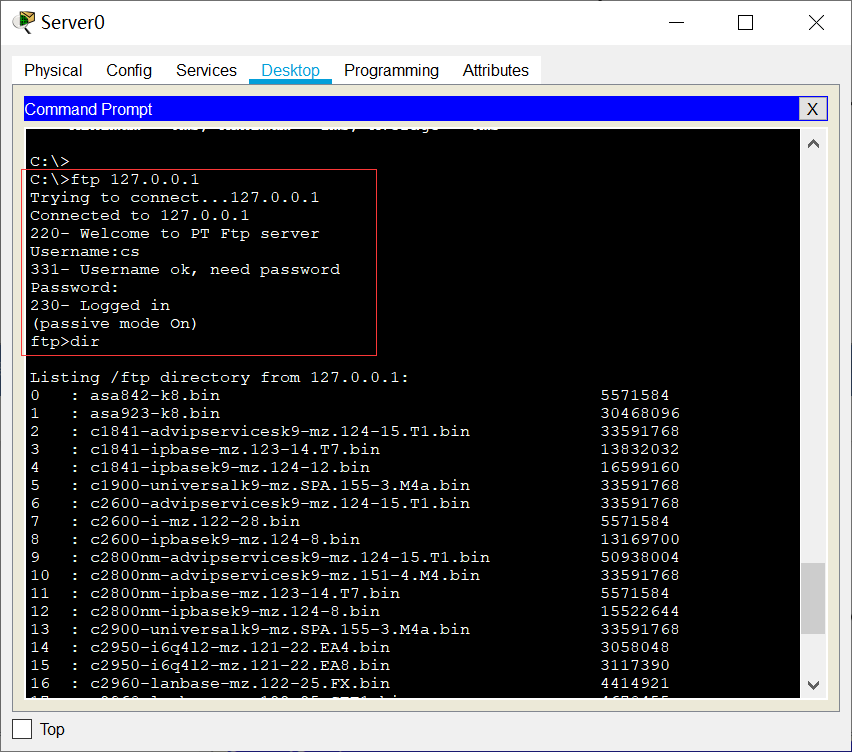 Server0
Physical Config Services Desktop Programming Attributes
Command Prompt X
C:\>
C:\>ftp 127.0.0.1
Trying to connect...127.0.0.1
Connected to 127.0.0.1
220- Welcome to PT Ftp server
Username:cs
331- Username ok, need password
Password:
230- Logged in
(passive mode On)
ftp>dir
Listing /ftp directory from 127.0.0.1:
0 : asa842-k8.bin 5571584
1 : asa923-k8.bin 30468096
2 : c1841-advipservicesk9-mz.124-15.T1.bin 33591768
3 : c1841-ipbase-mz.123-14.T7.bin 13832032
4 : c1841-ipbasek9-mz.124-12.bin 16599160
5 : c1900-universalk9-mz.SPA.155-3.M4a.bin 33591768
6 : c2600-advipservicesk9-mz.124-15.T1.bin 33591768
7 : c2600-i-mz.122-28.bin 5571584
8 : c2600-ipbasek9-mz.124-8.bin 13169700
9 : c2800nm-advipservicesk9-mz.124-15.T1.bin 50938004
10 : c2800nm-advipservicesk9-mz.151-4.M4.bin 33591768
11 : c2800nm-ipbase-mz.123-14.T7.bin 5571584
12 : c2800nm-ipbasek9-mz.124-8.bin 15522644
13 : c2900-universalk9-mz.SPA.155-3.M4a.bin 33591768
14 : c2950-i6q4l2-mz.121-22.EA4.bin 3058048
15 : c2950-i6q4l2-mz.121-22.EA8.bin 3117390
16 : c2960-lanbase-mz.122-25.FX.bin 4414921
Top